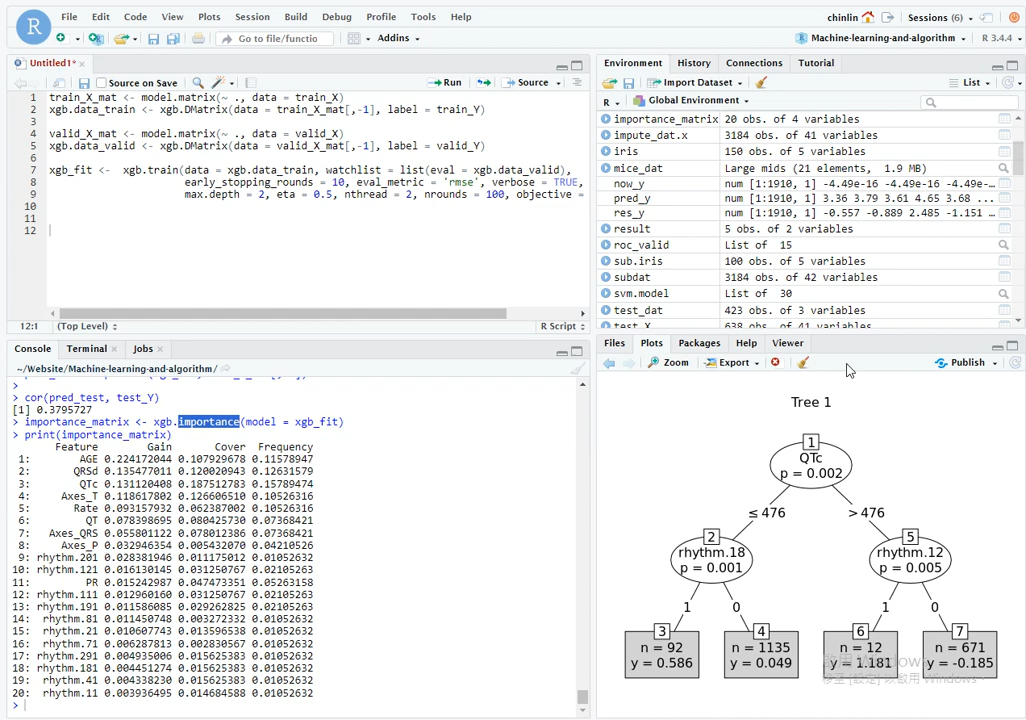 File Edit Code View Plots Session Build Debug Profile Tools Help
chinlin Sessions (6)
R
Go to file/functio Addins
Machine-learning-and-algorithm R 3.4.4
Untitled1*
Source on Save Run Source
1 train_X_mat <- model.matrix(~ ., data = train_X)
2 xgb.data_train <- xgb.DMatrix(data = train_X_mat[,-1], label = train_Y)
3
4 valid_X_mat <- model.matrix(~ ., data = valid_X)
5 xgb.data_valid <- xgb.DMatrix(data = valid_X_mat[,-1], label = valid_Y)
6
7 xgb_fit <- xgb.train(data = xgb.data_train, watchlist = list(eval = xgb.data_valid),
8 early_stopping_rounds = 10, eval_metric = 'rmse', verbose = TRUE,
9 max.depth = 2, eta = 0.5, nthread = 2, nrounds = 100, objective =
10
11
12
12:1 (Top Level) R Script
Console Terminal Jobs
~/Website/Machine-learning-and-algorithm/
>
> cor(pred_test, test_Y)
[1] 0.3795727
> importance_matrix <- xgb.importance(model = xgb_fit)
> print(importance_matrix)
Feature Gain Cover Frequency
1: AGE 0.224172044 0.107929678 0.11578947
2: QRSd 0.135477011 0.120020943 0.12631579
3: QTc 0.131120408 0.187512783 0.15789474
4: Axes_T 0.118617802 0.126606510 0.10526316
5: Rate 0.093157932 0.062387002 0.10526316
6: QT 0.078398695 0.080425730 0.07368421
7: Axes_QRS 0.055801122 0.078012386 0.07368421
8: Axes_P 0.032946354 0.005432070 0.04210526
9: rhythm.201 0.028381946 0.011175012 0.01052632
10: rhythm.121 0.016130145 0.031250767 0.02105263
11: PR 0.015242987 0.047473351 0.05263158
12: rhythm.111 0.012960160 0.031250767 0.02105263
13: rhythm.191 0.011586085 0.029262825 0.02105263
14: rhythm.81 0.011450748 0.003272332 0.01052632
15: rhythm.21 0.010607743 0.013596538 0.01052632
16: rhythm.71 0.006287813 0.002830567 0.01052632
17: rhythm.291 0.004935006 0.015625383 0.01052632
18: rhythm.181 0.004451274 0.015625383 0.01052632
19: rhythm.41 0.004338230 0.015625383 0.01052632
20: rhythm.11 0.003936495 0.014684588 0.01052632
>
Environment History Connections Tutorial
Import Dataset List
R Global Environment
importance_matrix 20 obs. of 4 variables
impute_dat.x 3184 obs. of 41 variables
iris 150 obs. of 5 variables
mice_dat Large mids (21 elements, 1.9 MB)
now_y num [1:1910, 1] -4.49e-16 -4.49e-16 -4.49e-…
pred_y num [1:1910, 1] 3.36 3.79 3.61 4.65 3.68 ...
res_y num [1:1910, 1] -0.557 -0.889 2.485 -1.151 …
result 5 obs. of 2 variables
roc_valid List of 15
sub.iris 100 obs. of 5 variables
subdat 3184 obs. of 42 variables
svm.model List of 30
test_dat 423 obs. of 3 variables
test_X 638 obs. of 41 variables
Files Plots Packages Help Viewer
Zoom Export Publish
Tree 1
1
QTc
p = 0.002
≤ 476 > 476
2 5
rhythm.18 rhythm.12
p = 0.001 p = 0.005
1 0 1 0
3 4 6 7
n = 92 n = 1135 n = 12 n = 671
y = 0.586 y = 0.049 y = 1.181 y = -0.185
啟用 Windows
移至 [設定] 以啟用 Windows。